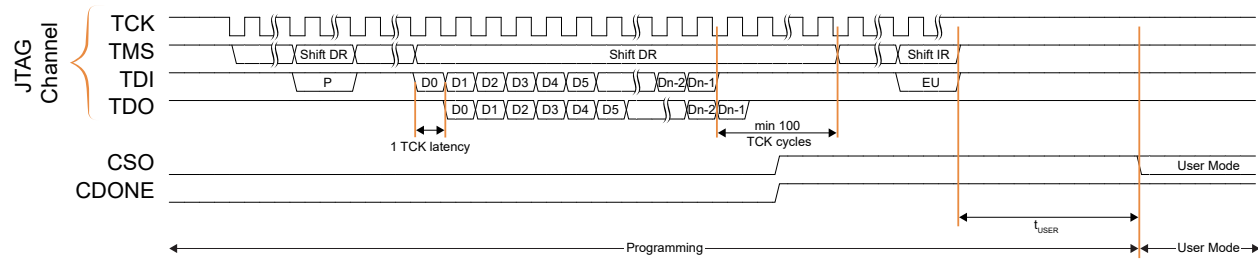 JTAG
Channel
TCK
TMS
Shift DR
Shift DR
Shift IR
TDI
P
D0
D1
D2
D3
D4
D5
Dn-2
Dn-1
EU
TDO
D0
D1
D2
D3
D4
D5
Dn-2
Dn-1
1 TCK latency
min 100
TCK cycles
CSO
User Mode
CDONE
tUSER
Programming
User Mode